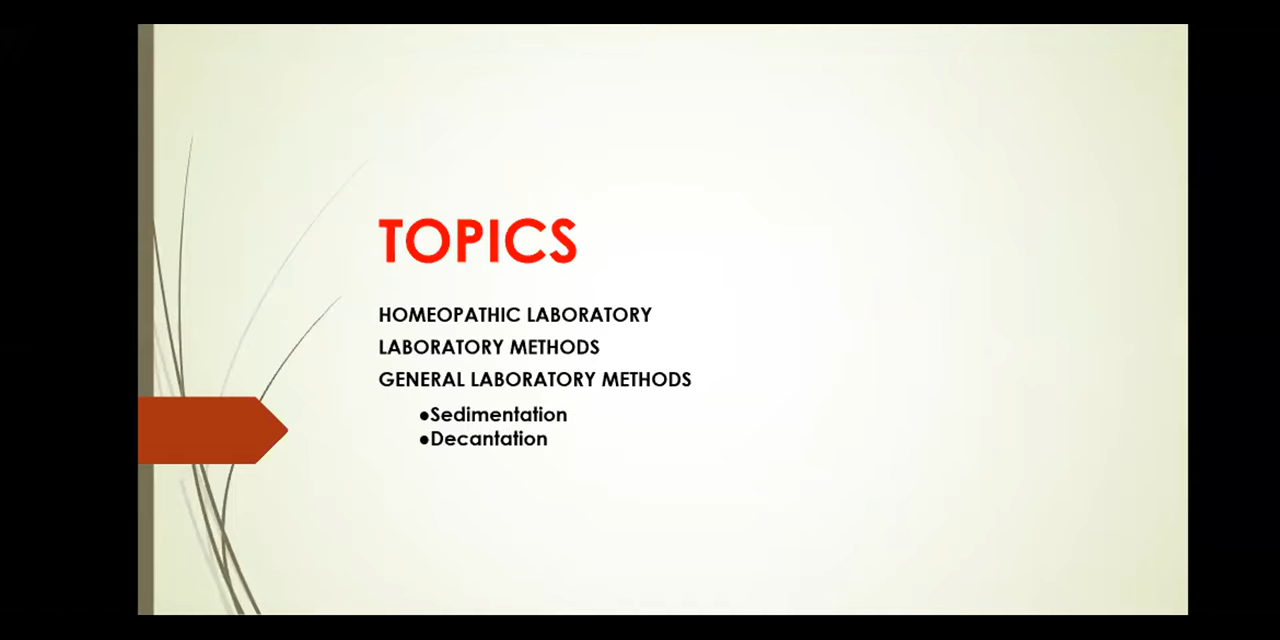 TOPICS
HOMEOPATHIC LABORATORY
LABORATORY METHODS
GENERAL LABORATORY METHODS
●Sedimentation
●Decantation